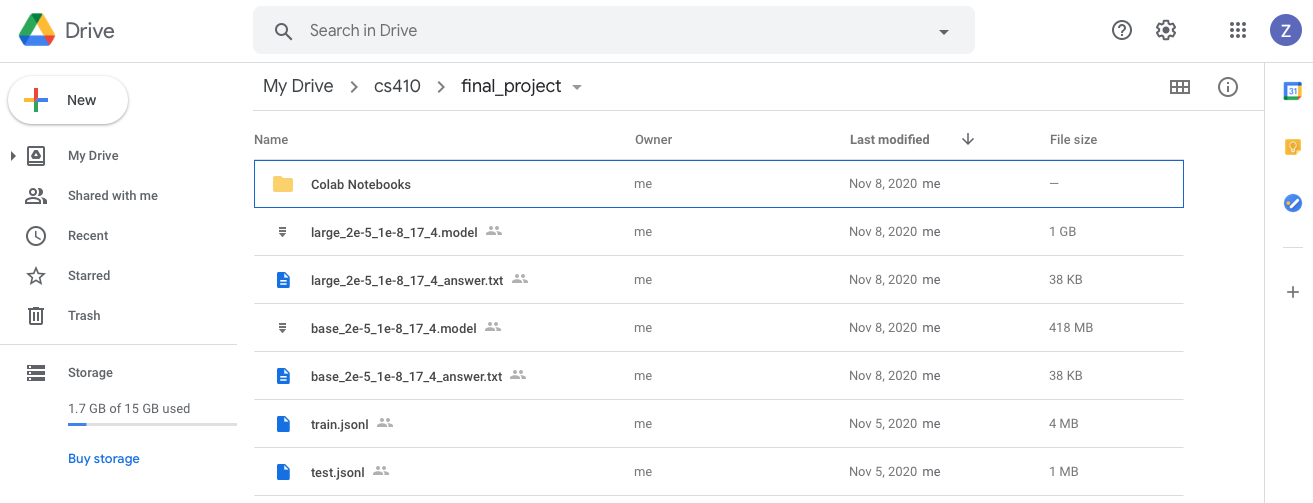 Drive
Search in Drive
Z
New
My Drive
Shared with me
Recent
Starred
Trash
Storage
1.7 GB of 15 GB used
Buy storage
My Drive > cs410 > final_project
Name Owner Last modified File size
Colab Notebooks me Nov 8, 2020 me —
large_2e-5_1e-8_17_4.model me Nov 8, 2020 me 1 GB
large_2e-5_1e-8_17_4_answer.txt me Nov 8, 2020 me 38 KB
base_2e-5_1e-8_17_4.model me Nov 8, 2020 me 418 MB
base_2e-5_1e-8_17_4_answer.txt me Nov 8, 2020 me 38 KB
train.jsonl me Nov 5, 2020 me 4 MB
test.jsonl me Nov 5, 2020 me 1 MB
31